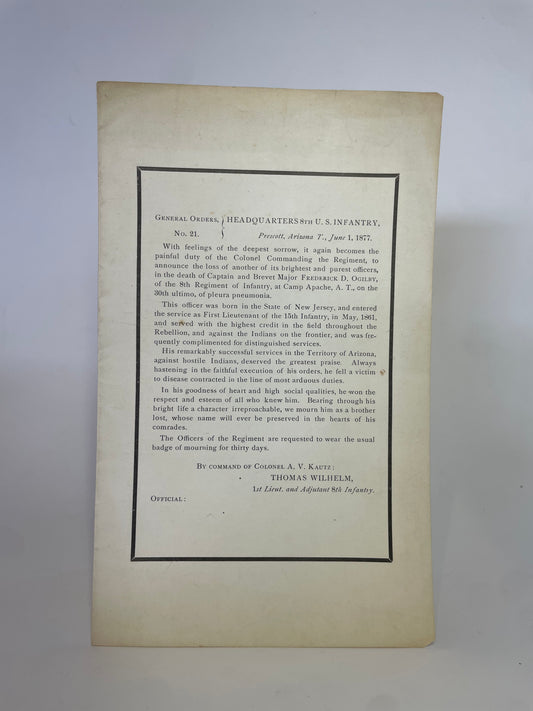 General Orders, } HEADQUARTERS 8TH U. S. INFANTRY,
No. 21. Prescott, Arizona T., June 1, 1877.
With feelings of the deepest sorrow, it again becomes the
painful duty of the Colonel Commanding the Regiment, to
announce the loss of another of its brightest and purest officers,
in the death of Captain and Brevet Major Frederick D. Ogilby,
of the 8th Regiment of Infantry, at Camp Apache, A. T., on the
30th ultimo, of pleura pneumonia.
This officer was born in the State of New Jersey, and entered
the service as First Lieutenant of the 15th Infantry, in May, 1861,
and served with the highest credit in the field throughout the
Rebellion, and against the Indians on the frontier, and was fre-
quently complimented for distinguished services.
His remarkably successful services in the Territory of Arizona,
against hostile Indians, deserved the greatest praise. Always
hastening in the faithful execution of his orders, he fell a victim
to disease contracted in the line of most arduous duties.
In his goodness of heart and high social qualities, he won the
respect and esteem of all who knew him. Bearing through his
bright life a character irreproachable, we mourn him as a brother
lost, whose name will ever be preserved in the hearts of his
comrades.
The Officers of the Regiment are requested to wear the usual
badge of mourning for thirty days.
By command of Colonel A. V. Kautz:
THOMAS WILHELM,
1st Lieut. and Adjutant 8th Infantry.
Official: